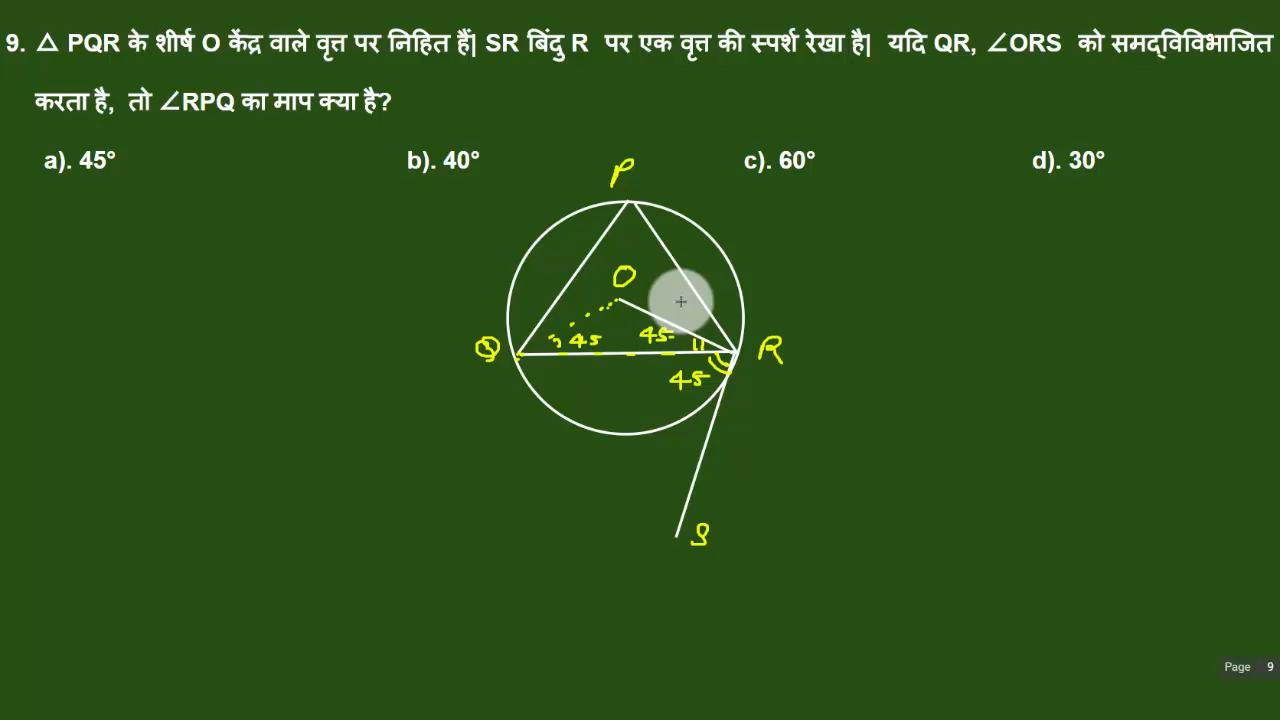 9. △ PQR के शीर्ष O केंद्र वाले वृत्त पर निहित हैं| SR बिंदु R पर एक वृत्त की स्पर्श रेखा है| यदि QR, ∠ORS को समद्विविभाजित
करता है, तो ∠RPQ का माप क्या है?
a). 45° b). 40° c). 60° d). 30°
P
O
45 45
Q R
45
S
Page 9